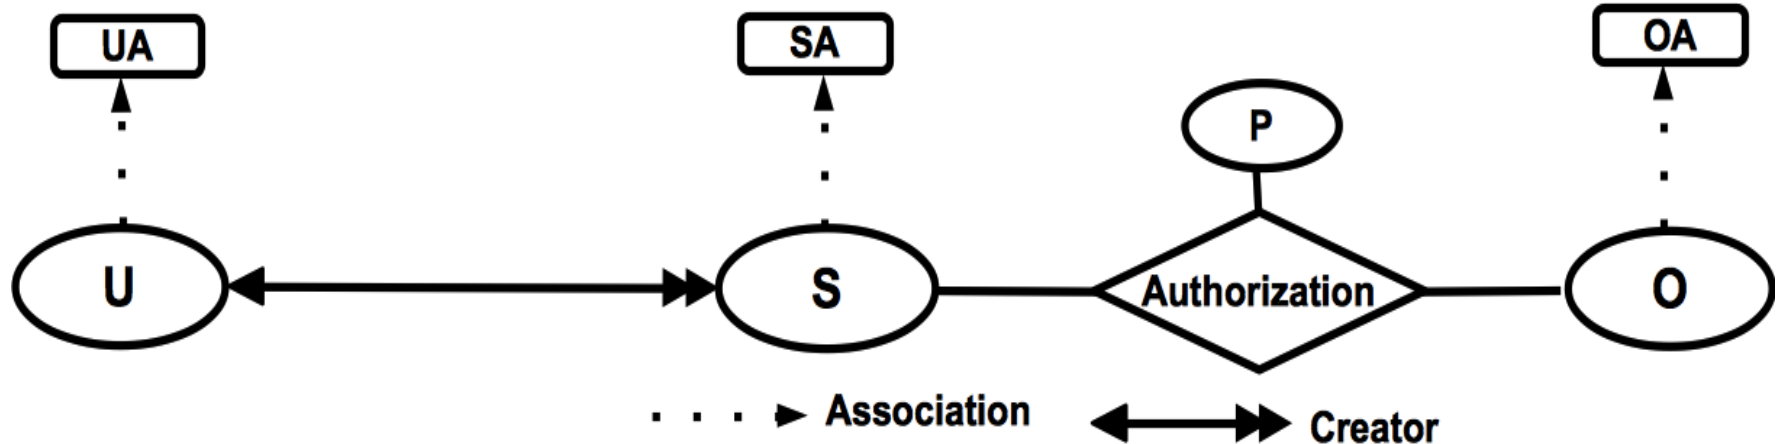 UA
SA
OA
P
U
S
Authorization
O
Association
Creator